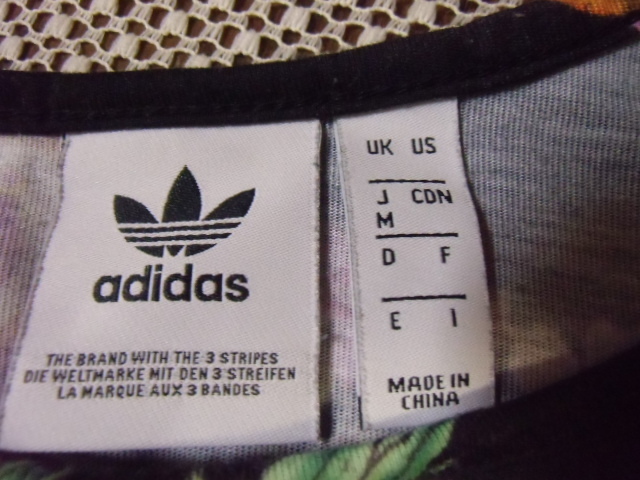 adidas
THE BRAND WITH THE 3 STRIPES
DIE WELTMARKE MIT DEN 3 STREIFEN
LA MARQUE AUX 3 BANDES
UK US
J CDN
M
D F
E I
MADE IN
CHINA